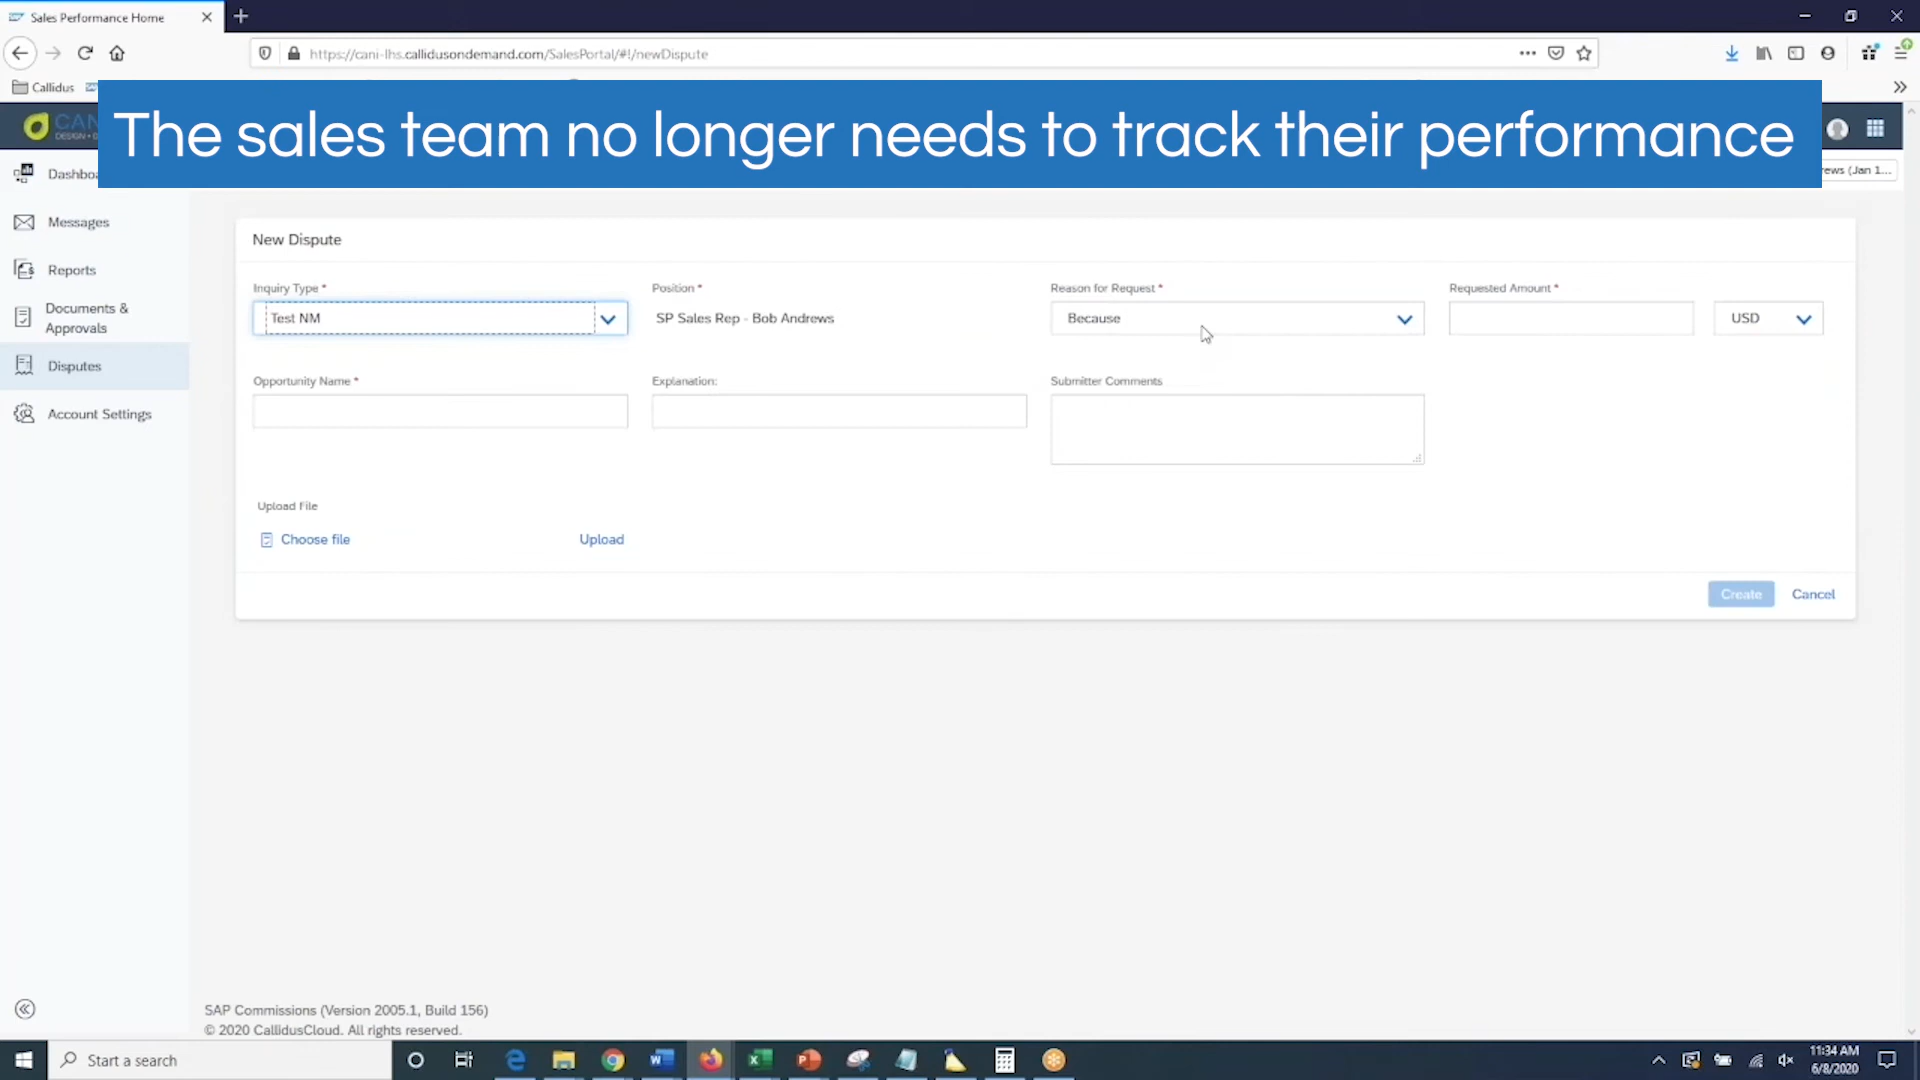 Sales Performance Home
https://cani-lhs.callidusondemand.com/SalesPortal/#!/newDispute
Callidus
CAN
DESIGN • D
The sales team no longer needs to track their performance
Dashboa
rews (Jan 1...
Messages
Reports
Documents &
Approvals
Disputes
Account Settings
New Dispute
Inquiry Type *
Position *
Reason for Request *
Requested Amount *
Test NM
SP Sales Rep - Bob Andrews
Because
USD
Opportunity Name *
Explanation:
Submitter Comments
Upload File
Choose file
Upload
Create
Cancel
SAP Commissions (Version 2005.1, Build 156)
© 2020 CallidusCloud. All rights reserved.
Start a search
11:34 AM
6/8/2020